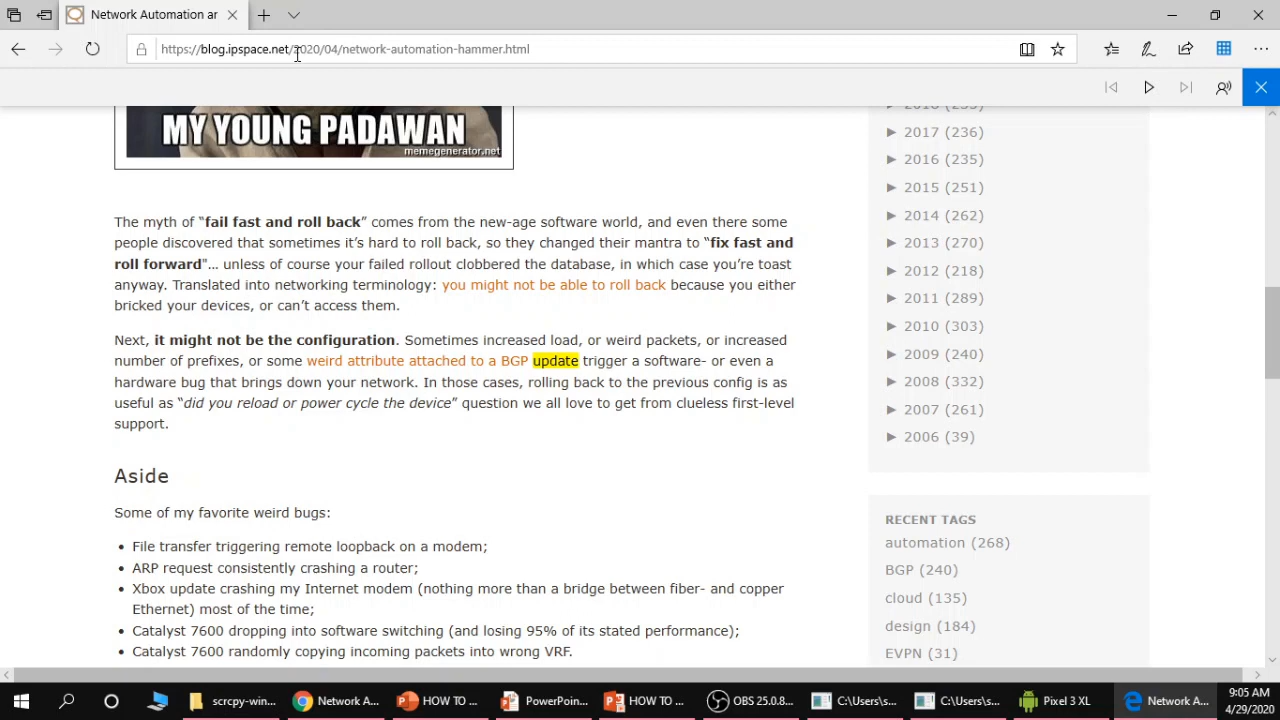 Network Automation ar
https://blog.ipspace.net/2020/04/network-automation-hammer.html
MY YOUNG PADAWAN
memegenerator.net
The myth of “fail fast and roll back” comes from the new-age software world, and even there some
people discovered that sometimes it’s hard to roll back, so they changed their mantra to “fix fast and
roll forward"… unless of course your failed rollout clobbered the database, in which case you’re toast
anyway. Translated into networking terminology: you might not be able to roll back because you either
bricked your devices, or can’t access them.
Next, it might not be the configuration. Sometimes increased load, or weird packets, or increased
number of prefixes, or some weird attribute attached to a BGP update trigger a software- or even a
hardware bug that brings down your network. In those cases, rolling back to the previous config is as
useful as “did you reload or power cycle the device” question we all love to get from clueless first-level
support.
Aside
Some of my favorite weird bugs:
• File transfer triggering remote loopback on a modem;
• ARP request consistently crashing a router;
• Xbox update crashing my Internet modem (nothing more than a bridge between fiber- and copper
Ethernet) most of the time;
• Catalyst 7600 dropping into software switching (and losing 95% of its stated performance);
• Catalyst 7600 randomly copying incoming packets into wrong VRF.
► 2017 (236)
► 2016 (235)
► 2015 (251)
► 2014 (262)
► 2013 (270)
► 2012 (218)
► 2011 (289)
► 2010 (303)
► 2009 (240)
► 2008 (332)
► 2007 (261)
► 2006 (39)
RECENT TAGS
automation (268)
BGP (240)
cloud (135)
design (184)
EVPN (31)
scrcpy-win...
Network A...
HOW TO ...
PowerPoin...
HOW TO ...
OBS 25.0.8...
C:\Users\s...
C:\Users\s...
Pixel 3 XL
Network A...
9:05 AM
4/29/2020